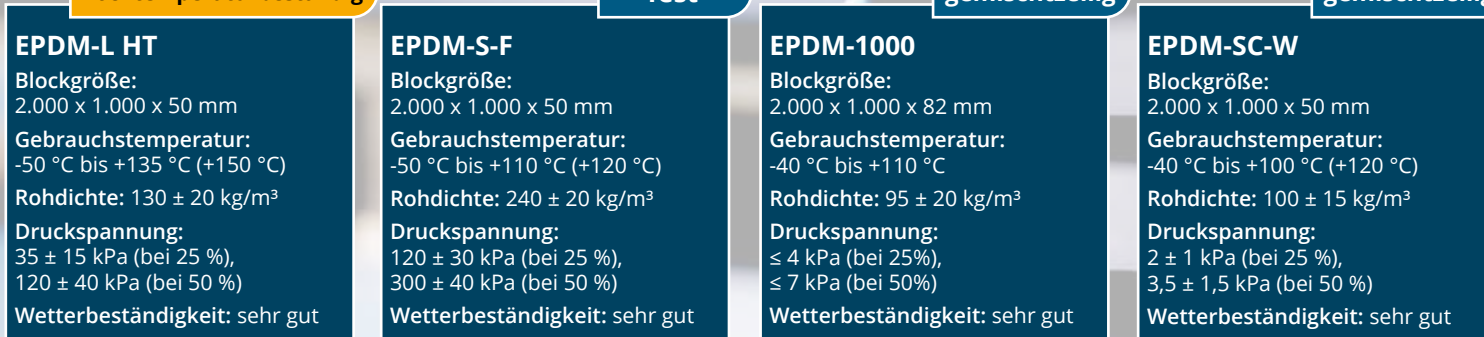 EPDM-L HT
Blockgröße:
2.000 x 1.000 x 50 mm
Gebrauchstemperatur:
-50 °C bis +135 °C (+150 °C)
Rohdichte: 130 ± 20 kg/m³
Druckspannung:
35 ± 15 kPa (bei 25 %),
120 ± 40 kPa (bei 50 %)
Wetterbeständigkeit: sehr gut
EPDM-S-F
Blockgröße:
2.000 x 1.000 x 50 mm
Gebrauchstemperatur:
-50 °C bis +110 °C (+120 °C)
Rohdichte: 240 ± 20 kg/m³
Druckspannung:
120 ± 30 kPa (bei 25 %),
300 ± 40 kPa (bei 50 %)
Wetterbeständigkeit: sehr gut
gemischtzellig
EPDM-1000
Blockgröße:
2.000 x 1.000 x 82 mm
Gebrauchstemperatur:
-40 °C bis +110 °C
Rohdichte: 95 ± 20 kg/m³
Druckspannung:
≤ 4 kPa (bei 25%),
≤ 7 kPa (bei 50%)
Wetterbeständigkeit: sehr gut
EPDM-SC-W
Blockgröße:
2.000 x 1.000 x 50 mm
Gebrauchstemperatur:
-40 °C bis +100 °C (+120 °C)
Rohdichte: 100 ± 15 kg/m³
Druckspannung:
2 ± 1 kPa (bei 25 %),
3,5 ± 1,5 kPa (bei 50 %)
Wetterbeständigkeit: sehr gut